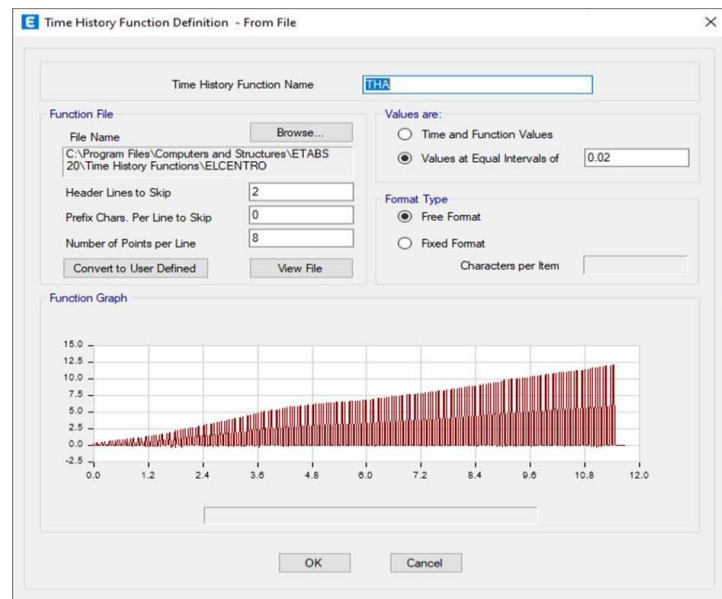 E Time History Function Definition - From File
Time History Function Name THA
Function File
File Name Browse...
C:\Program Files\Computers and Structures\ETABS
20\Time History Functions\ELCENTRO
Header Lines to Skip 2
Prefix Chars. Per Line to Skip 0
Number of Points per Line 8
Convert to User Defined View File
Values are:
Time and Function Values
Values at Equal Intervals of 0.02
Format Type
Free Format
Fixed Format
Characters per Item
Function Graph
15.0
12.5
10.0
7.5
5.0
2.5
0.0
-2.5
0.0 1.2 2.4 3.6 4.8 6.0 7.2 8.4 9.6 10.8 12.0
OK Cancel